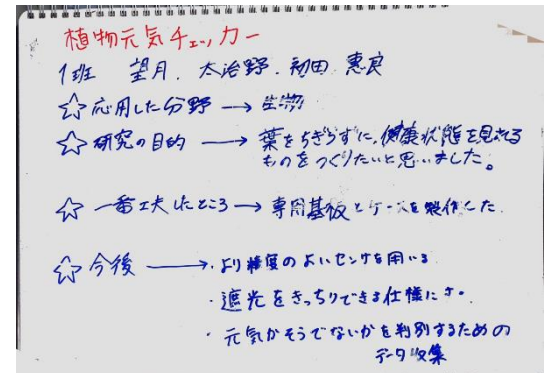 植物元気チェッカー
1班 望月. 太治野. 初田. 惠良
☆応用した分野 → 生物
☆研究の目的 → 葉をちぎらずに、健康状態を見れる
ものをつくりたいと思いました。
☆一番工夫したところ → 専用基板とケースを製作した
☆今後 → ・より精度のよいセンサを用いる
・遮光をきっちりできる仕様にする。
・元気かそうでないかを判別するための
データ収集